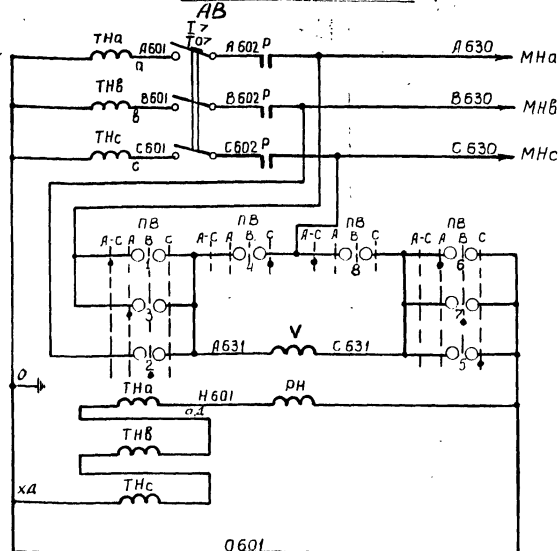 АВ
I>
I0>
ТНа А601 А602 Р А630 МНа
а
ТНв В601 В602 Р В630 МНв
в
ТНс С601 С602 Р С630 МНс
с
ПВ ПВ ПВ ПВ
А-С А В С А-С А В С А-С А В С А-С А В С
1 4 8 6
3 7
V
2 А631 С631 5
0
ТНа Н601 РН
а.д
ТНв
ТНс
хд
0601